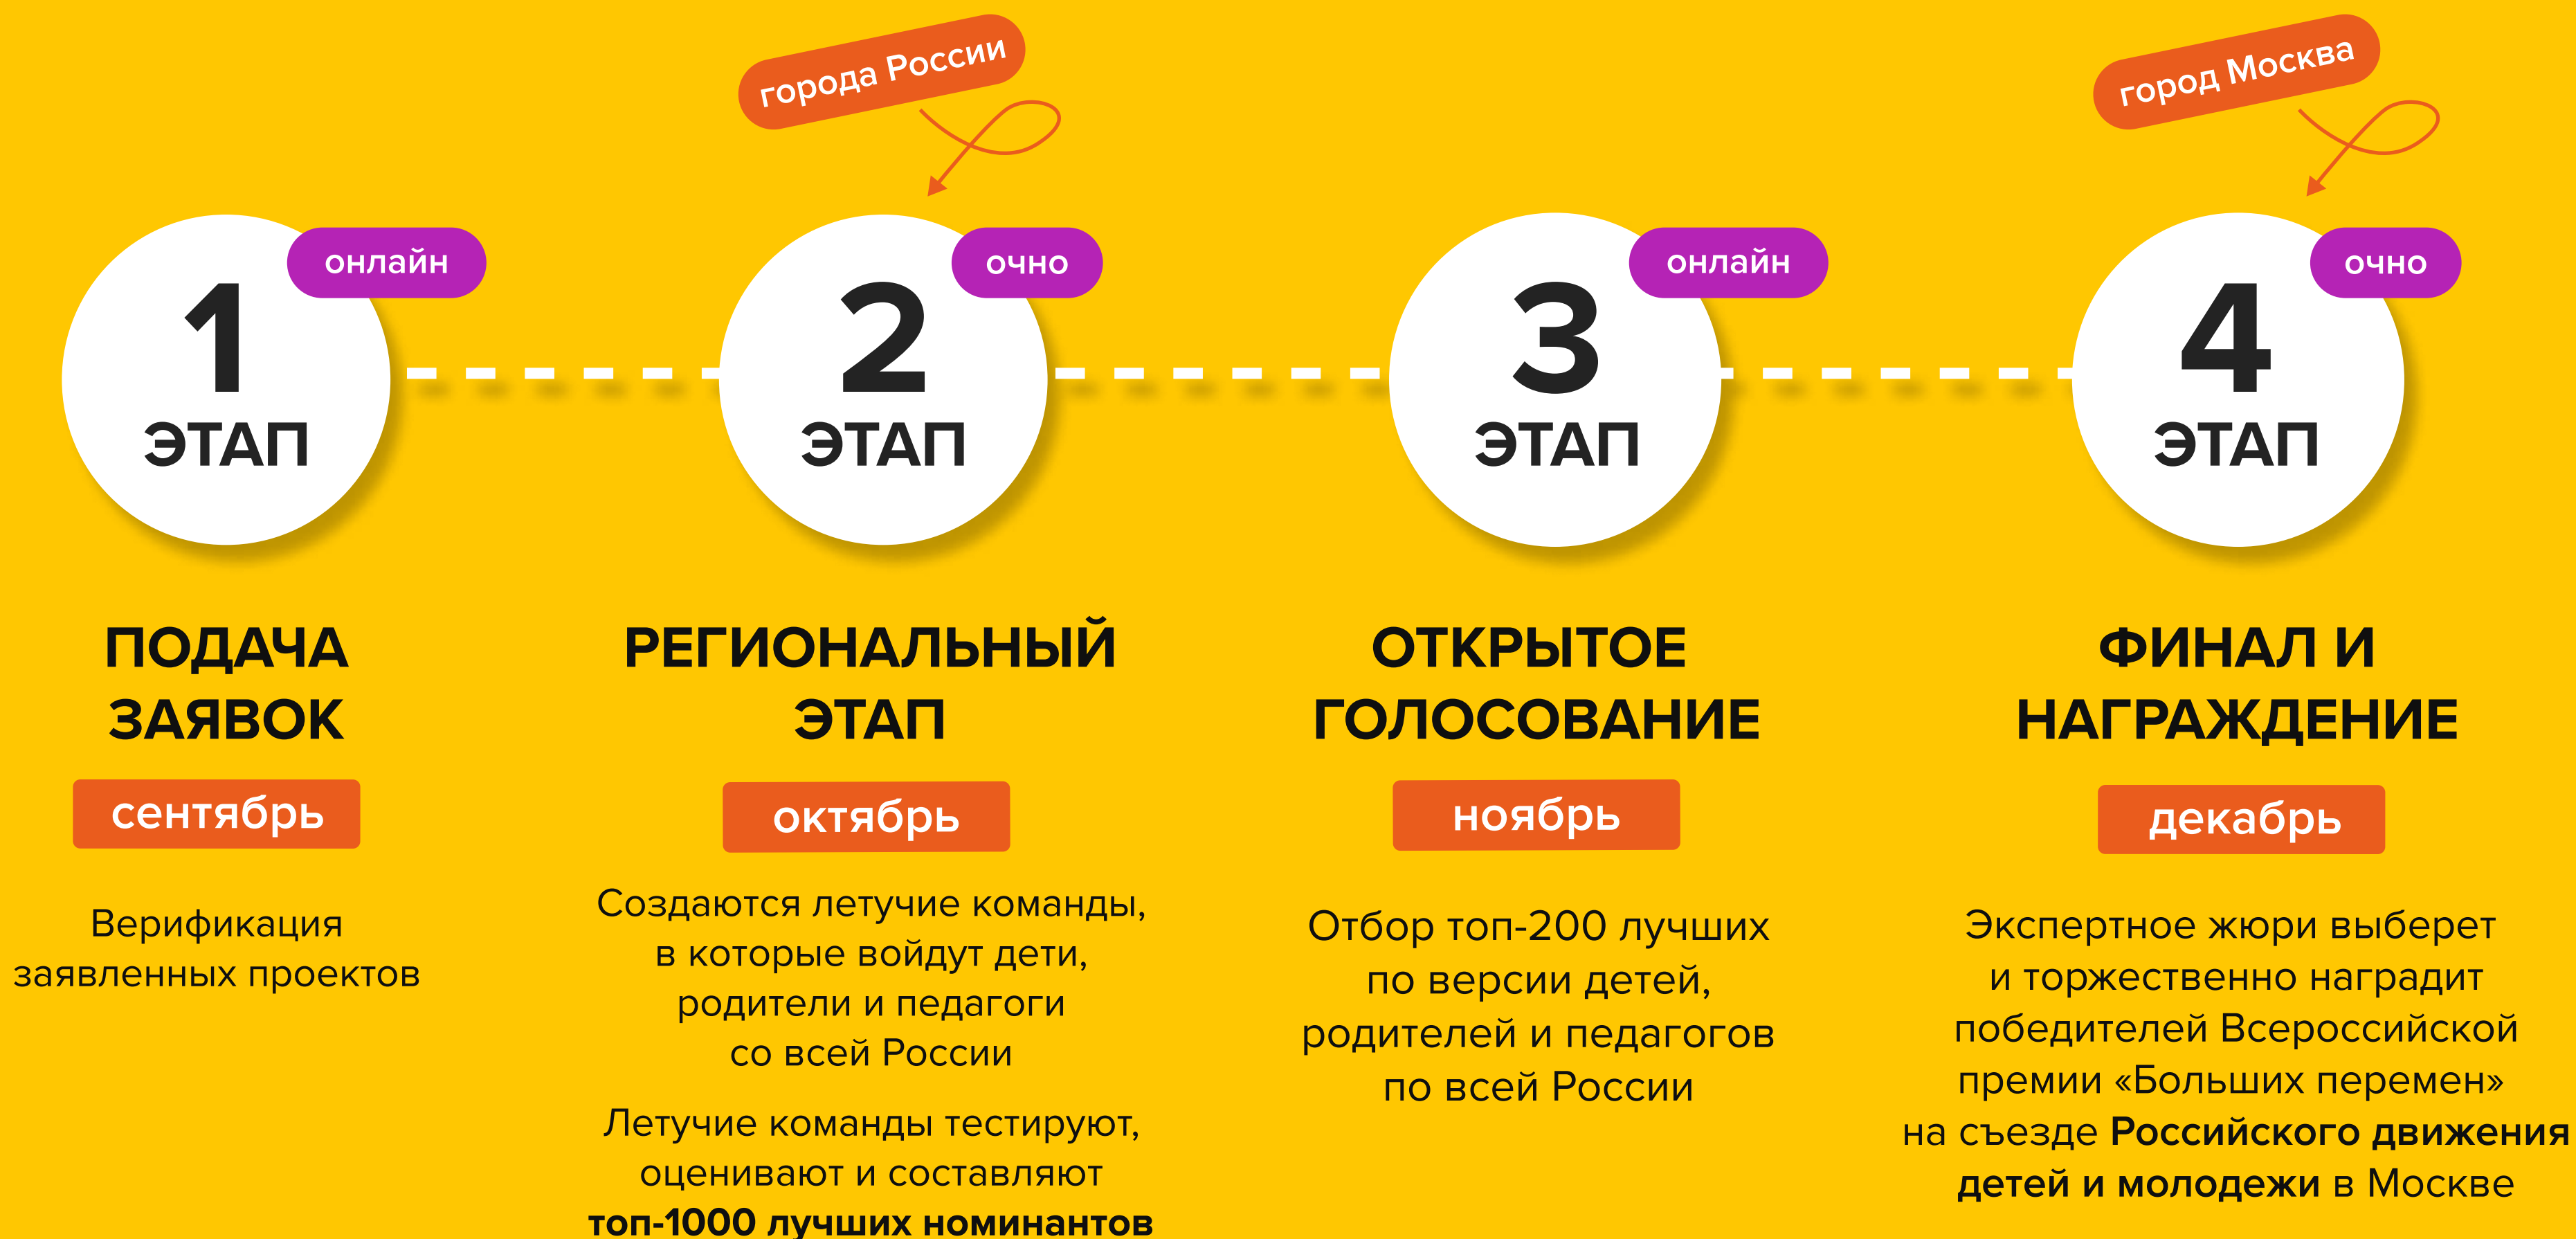 города России
город Москва
1
ЭТАП
онлайн
2
ЭТАП
очно
3
ЭТАП
онлайн
4
ЭТАП
очно
ПОДАЧА
ЗАЯВОК
сентябрь
Верификация
заявленных проектов
РЕГИОНАЛЬНЫЙ
ЭТАП
октябрь
Создаются летучие команды,
в которые войдут дети,
родители и педагоги
со всей России
Летучие команды тестируют,
оценивают и составляют
топ-1000 лучших номинантов
ОТКРЫТОЕ
ГОЛОСОВАНИЕ
ноябрь
Отбор топ-200 лучших
по версии детей,
родителей и педагогов
по всей России
ФИНАЛ И
НАГРАЖДЕНИЕ
декабрь
Экспертное жюри выберет
и торжественно наградит
победителей Всероссийской
премии «Больших перемен»
на съезде Российского движения
детей и молодежи в Москве